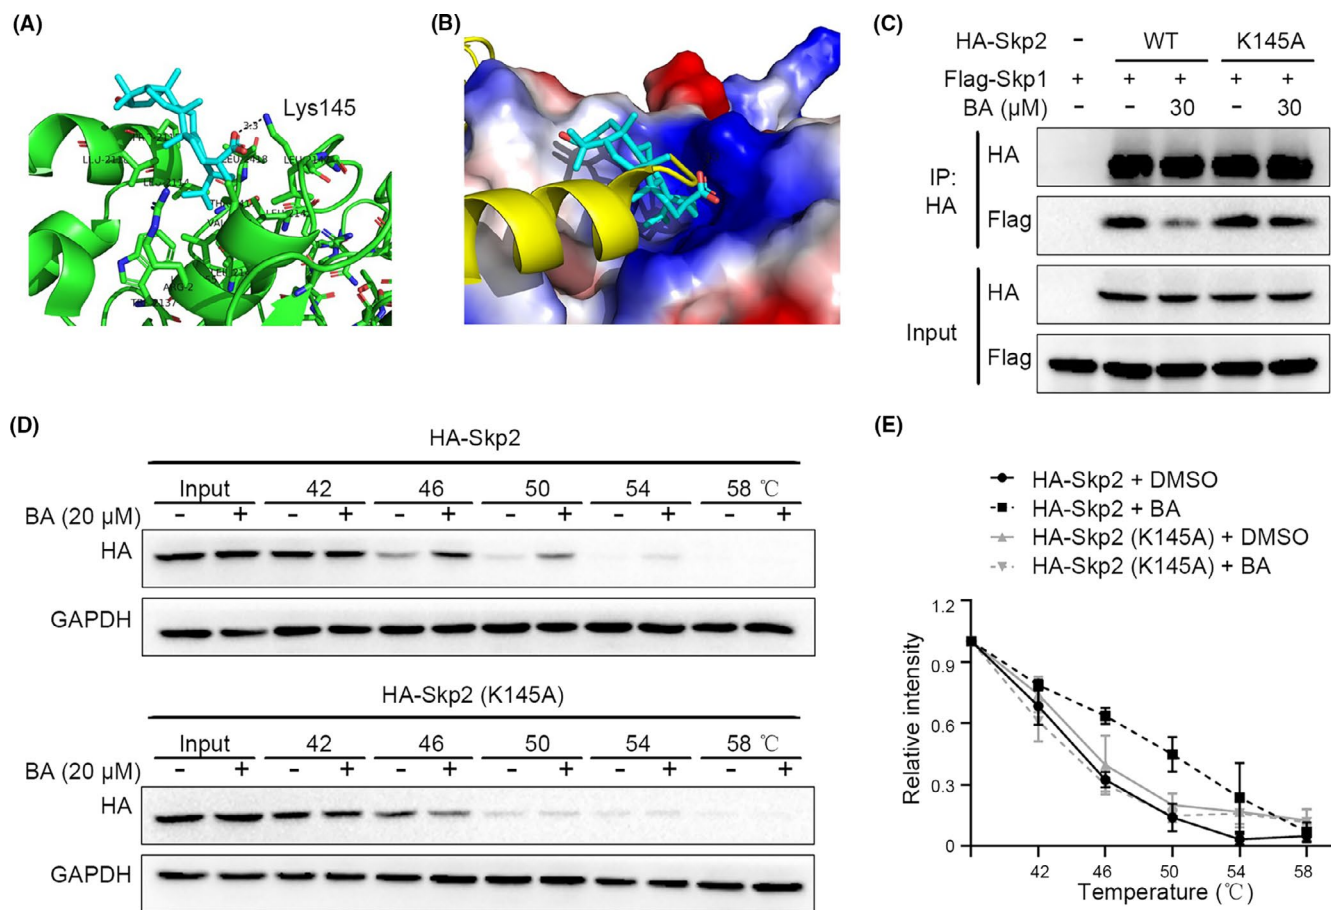 (A)
Lys145
3.3
(B)
(C)
HA-Skp2 - WT K145A
Flag-Skp1 + + + + +
BA (µM) - - 30 - 30
IP: HA
HA
Flag
Input
HA
Flag
(D)
HA-Skp2
Input 42 46 50 54 58 ℃
BA (20 µM) - + - + - + - + - + - +
HA
GAPDH
HA-Skp2 (K145A)
Input 42 46 50 54 58 ℃
BA (20 µM) - + - + - + - + - + - +
HA
GAPDH
(E)
HA-Skp2 + DMSO
HA-Skp2 + BA
HA-Skp2 (K145A) + DMSO
HA-Skp2 (K145A) + BA
Relative intensity
1.2
0.9
0.6
0.3
0
42 46 50 54 58
Temperature (℃)